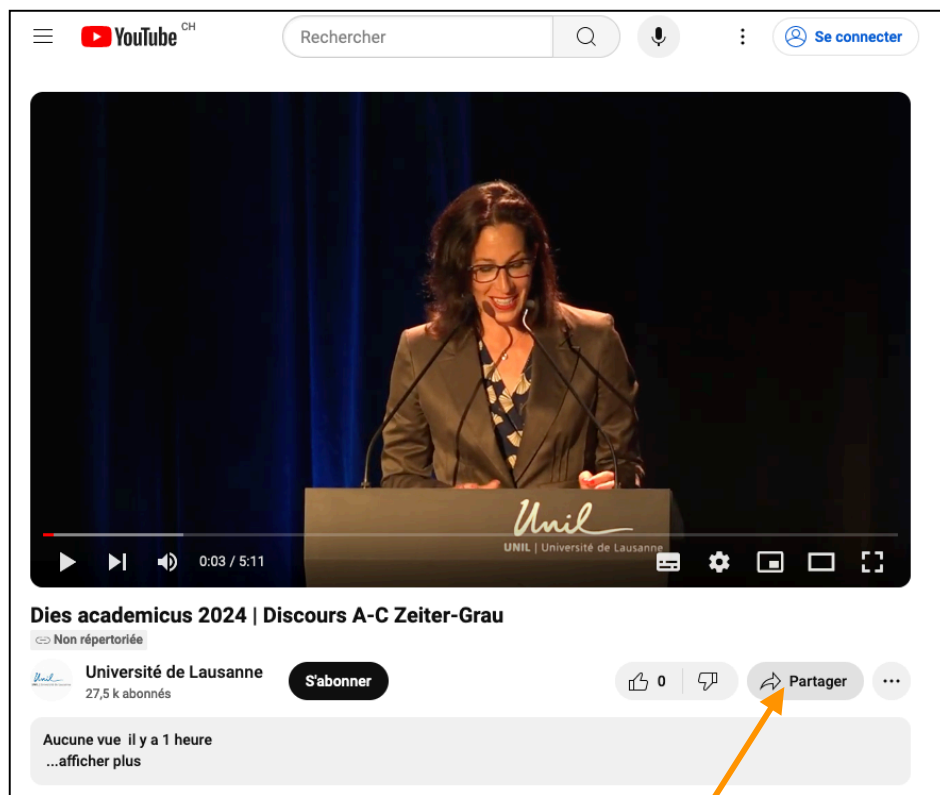 YouTube CH
Rechercher
Se connecter
Unil
UNIL | Université de Lausanne
0:03 / 5:11
Dies academicus 2024 | Discours A-C Zeiter-Grau
Non répertoriée
Unil
Université de Lausanne
27,5 k abonnés
S'abonner
0
Partager
Aucune vue il y a 1 heure
...afficher plus